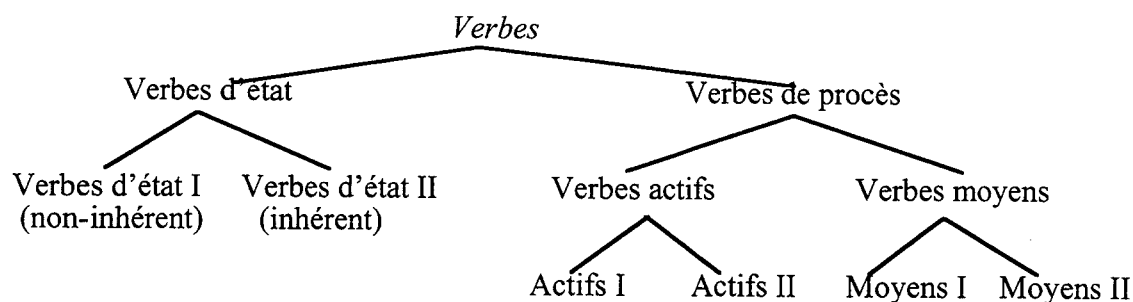 Verbes
Verbes d'état Verbes de procès
Verbes d'état I Verbes d'état II Verbes actifs Verbes moyens
(non-inhérent) (inhérent)
Actifs I Actifs II Moyens I Moyens II